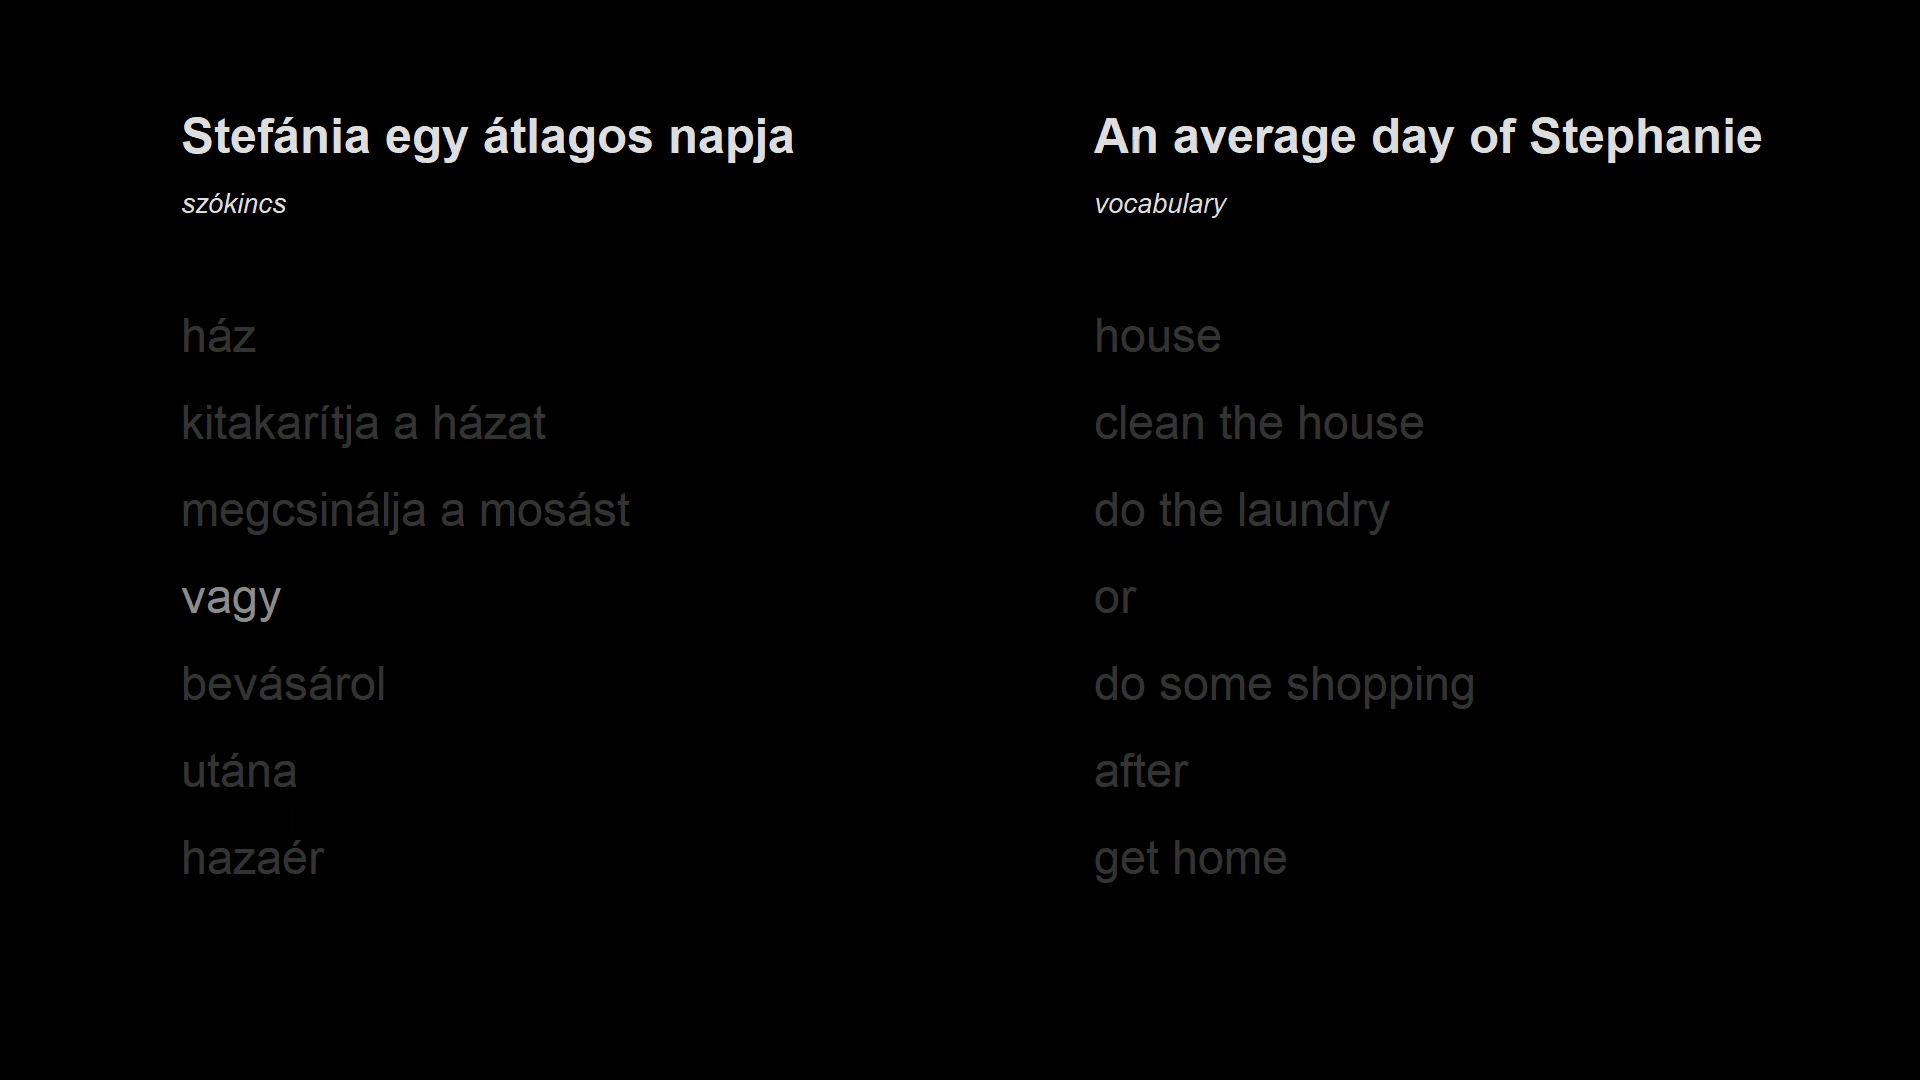 Stefánia egy átlagos napja
szókincs
ház
kitakarítja a házat
megcsinálja a mosást
vagy
bevásárol
utána
hazaér
An average day of Stephanie
vocabulary
house
clean the house
do the laundry
or
do some shopping
after
get home